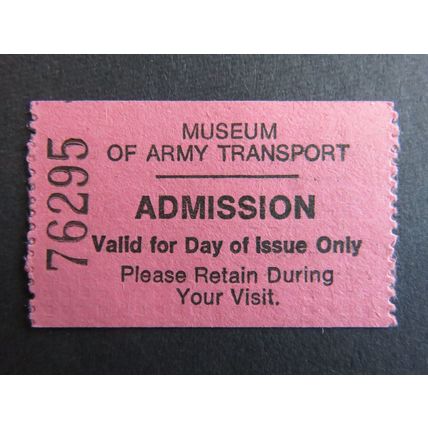 76295
MUSEUM
OF ARMY TRANSPORT
ADMISSION
Valid for Day of Issue Only
Please Retain During
Your Visit.